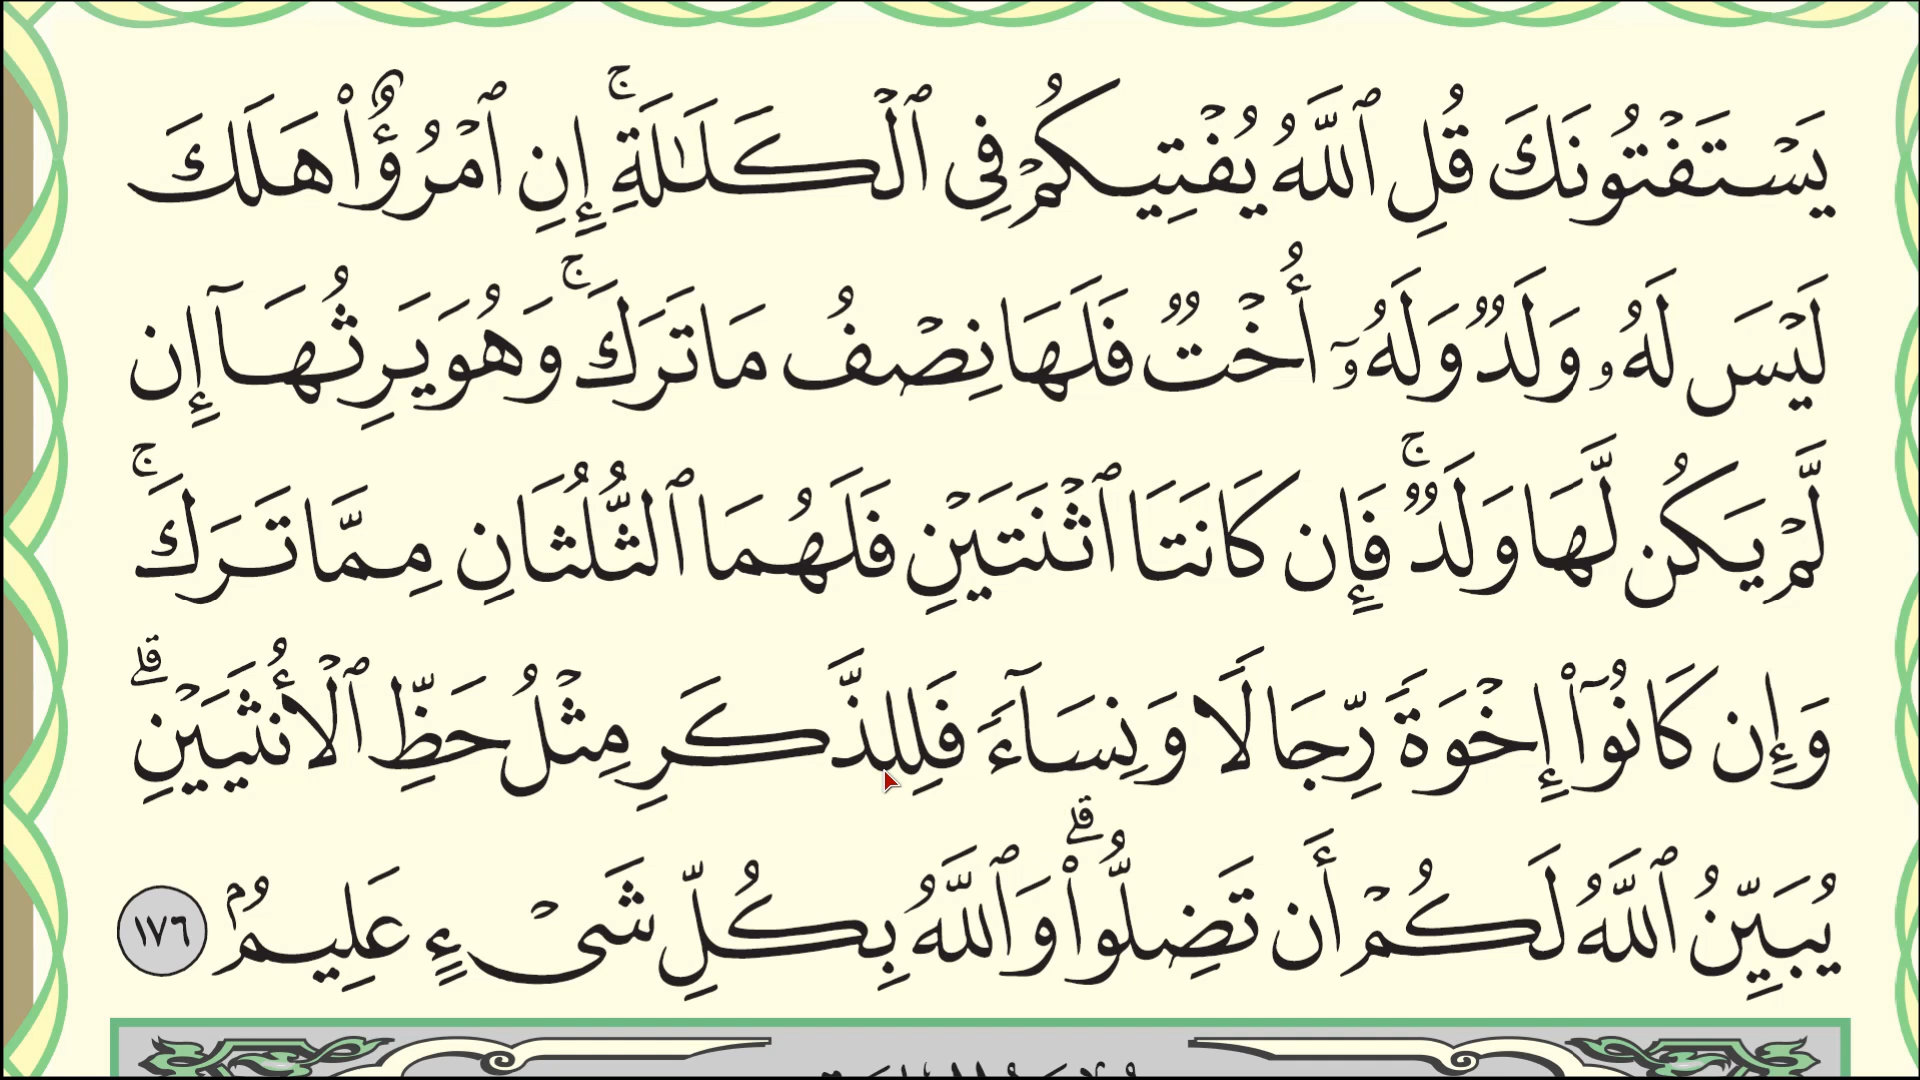 يَسْتَفْتُونَكَ قُلِ ٱللَّهُ يُفْتِيكُمْ فِى ٱلْكَلَـٰلَةِ ۚ إِنِ ٱمْرُؤٌا۟ هَلَكَ
لَيْسَ لَهُۥ وَلَدٌ وَلَهُۥٓ أُخْتٌ فَلَهَا نِصْفُ مَا تَرَكَ ۚ وَهُوَ يَرِثُهَآ إِن
لَّمْ يَكُن لَّهَا وَلَدٌ ۚ فَإِن كَانَتَا ٱثْنَتَيْنِ فَلَهُمَا ٱلثُّلُثَانِ مِمَّا تَرَكَ ۚ
وَإِن كَانُوٓا۟ إِخْوَةً رِّجَالًا وَنِسَآءً فَلِلذَّكَرِ مِثْلُ حَظِّ ٱلْأُنثَيَيْنِ ۗ
يُبَيِّنُ ٱللَّهُ لَكُمْ أَن تَضِلُّوا۟ ۗ وَٱللَّهُ بِكُلِّ شَىْءٍ عَلِيمٌۢ ١٧٦